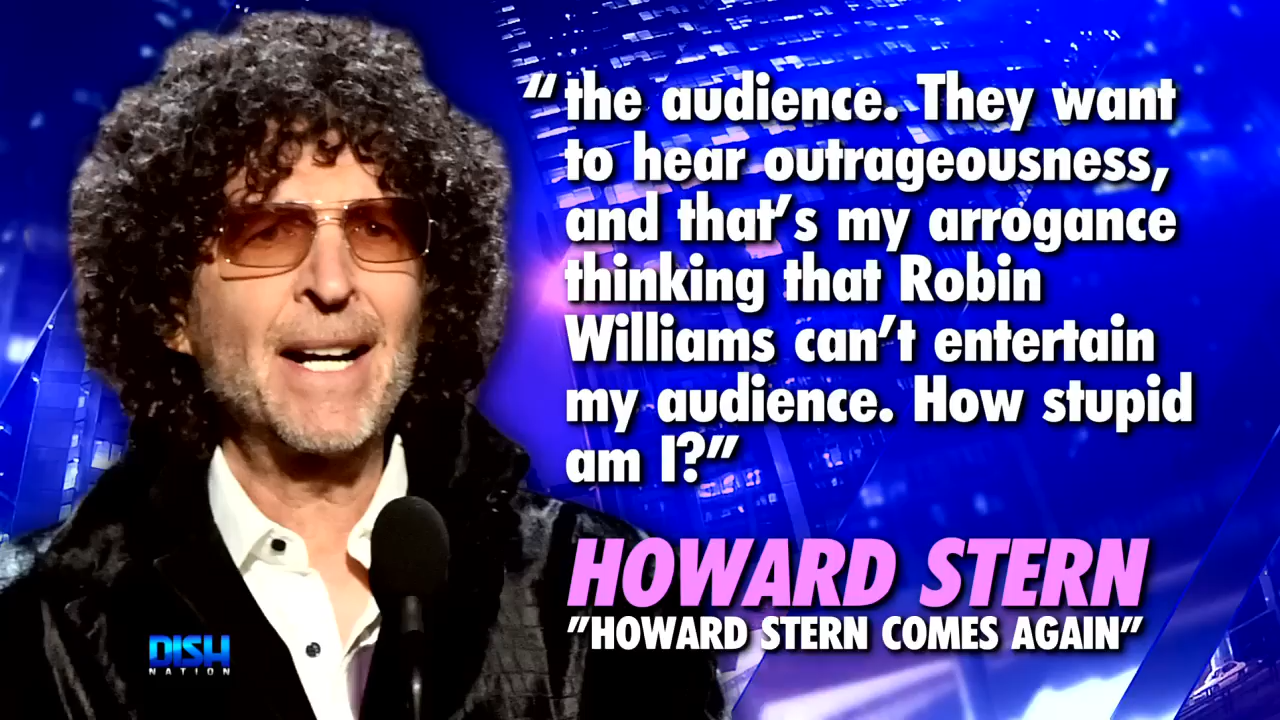 “the audience. They want
to hear outrageousness,
and that’s my arrogance
thinking that Robin
Williams can’t entertain
my audience. How stupid
am I?”
HOWARD STERN
”HOWARD STERN COMES AGAIN”
DISH
NATION